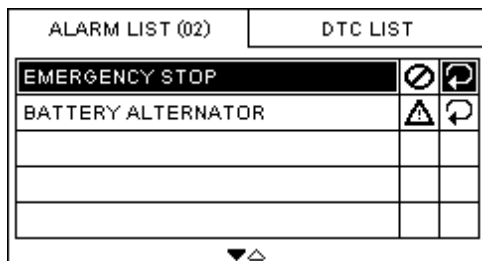 ALARM LIST (02)
DTC LIST
EMERGENCY STOP
BATTERY ALTERNATOR